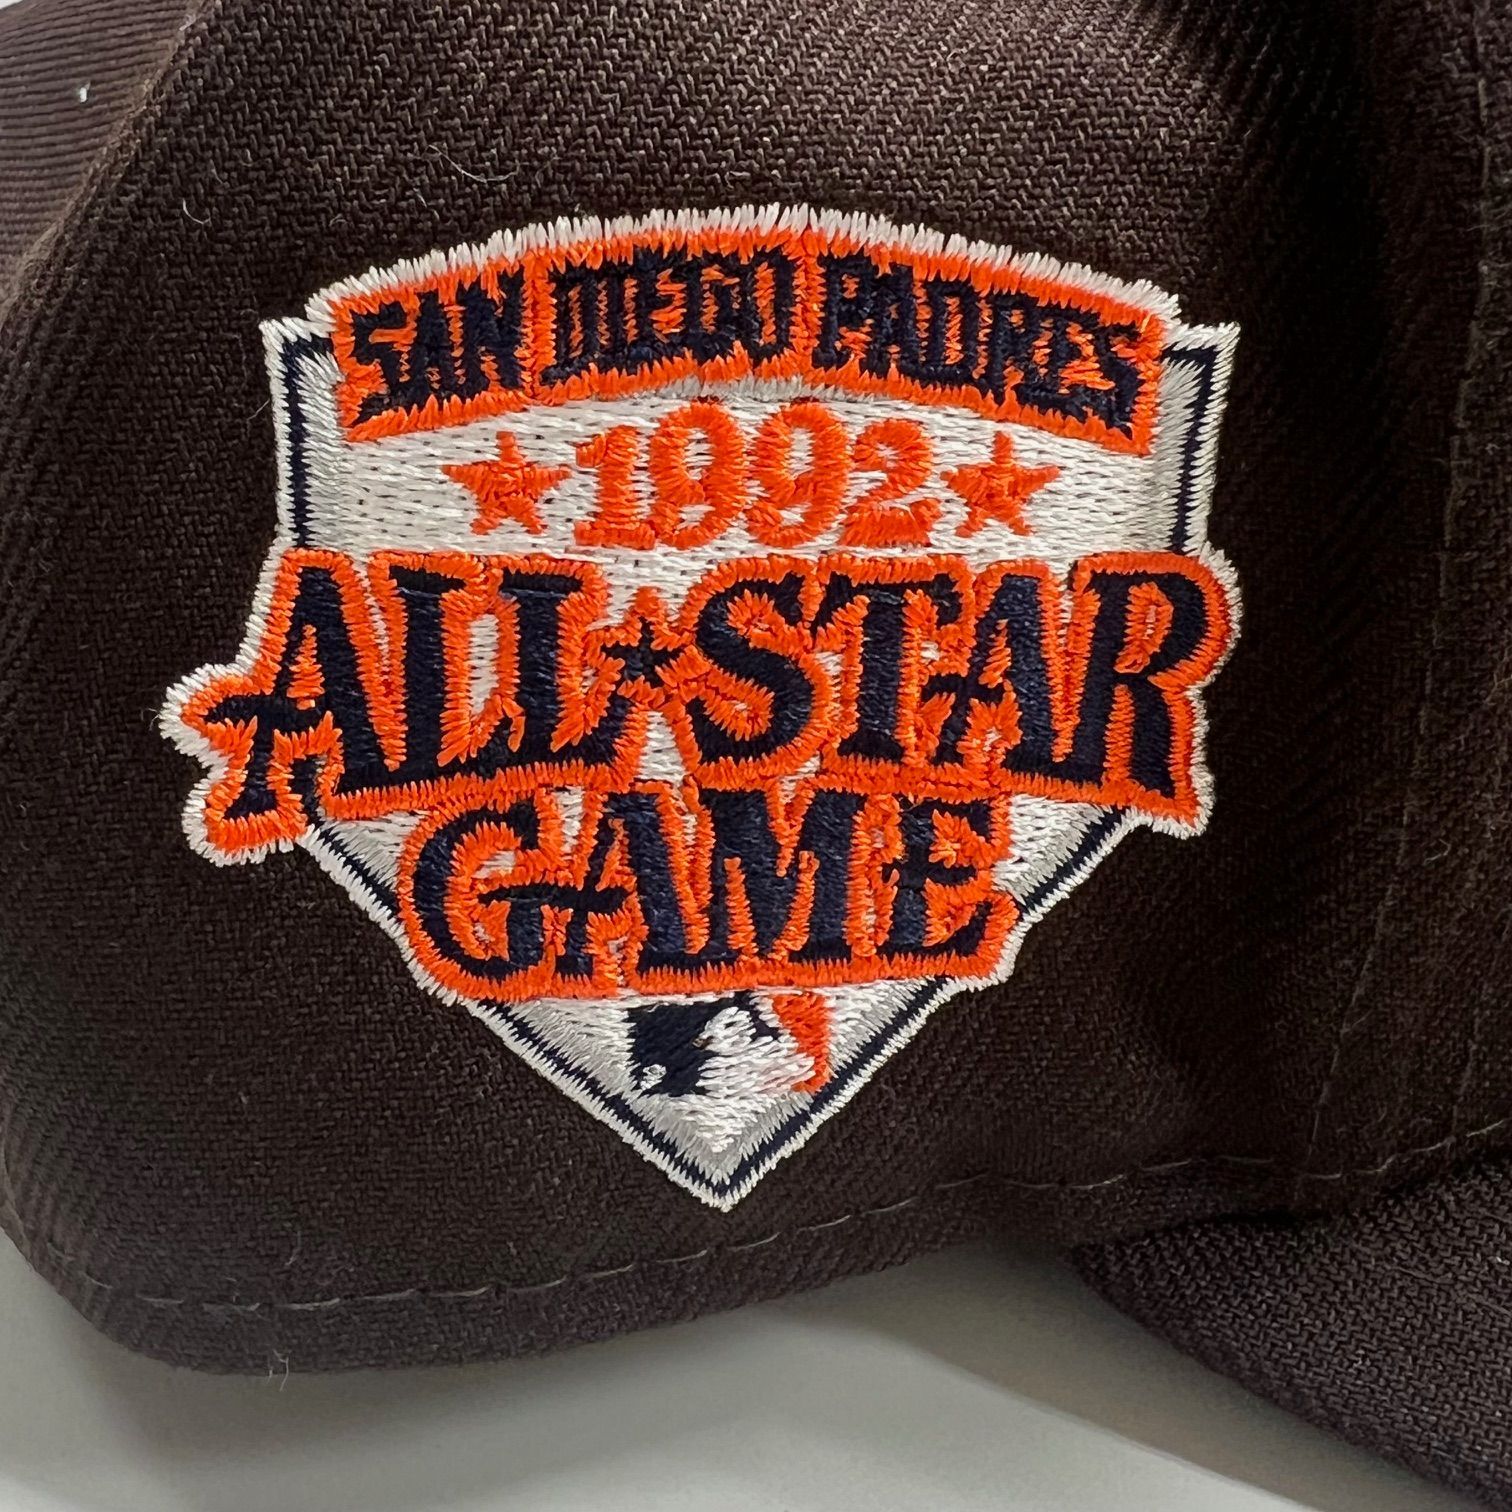 SAN DIEGO PADRES
★1992★
ALL★STAR
GAME